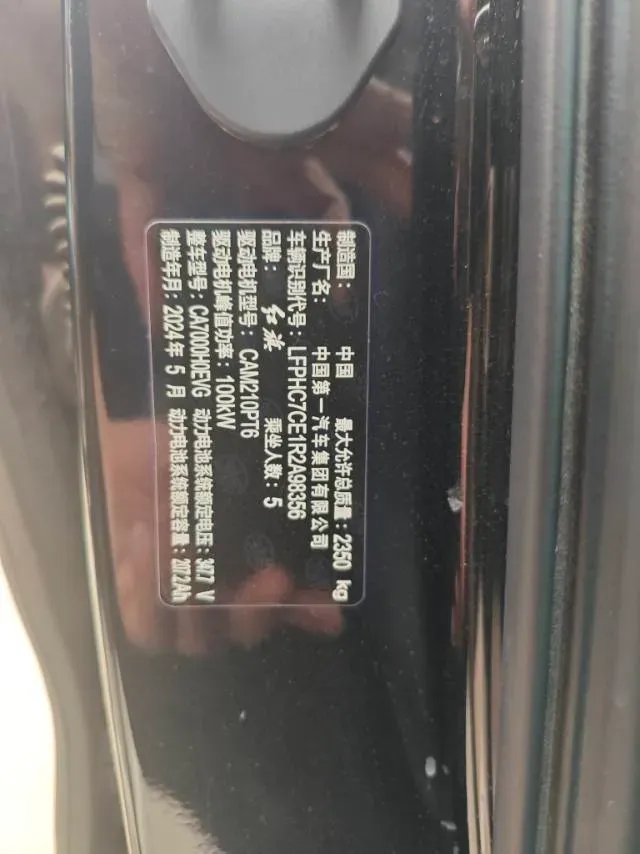 制造国：中国 最大允许总质量：2350 kg
生产厂名：中国第一汽车集团有限公司
车辆识别代号：LFPHC7CE1R2A98356
品牌：红旗 乘坐人数：5
驱动电机型号：CAM210PT6
驱动电机峰值功率：100kW
整车型号：CA7000H0EVG 动力电池系统额定电压：347.7 V
制造年月：2024年5月 动力电池系统额定容量：207.2Ah